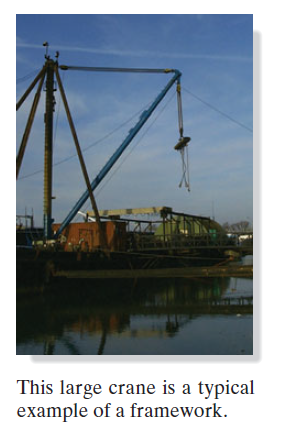 This large crane is a typical
example of a framework.